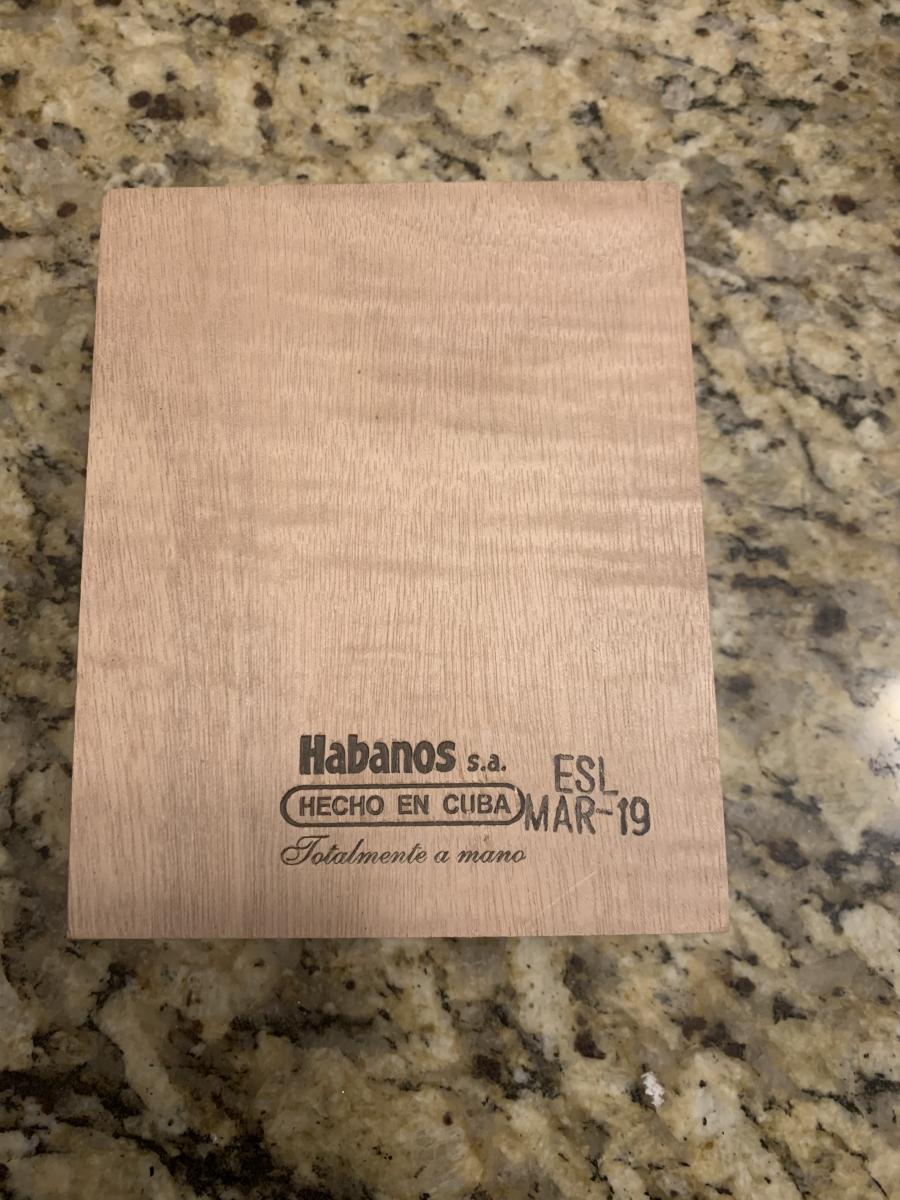 Habanos s.a.
HECHO EN CUBA
Totalmente a mano
ESL
MAR-19